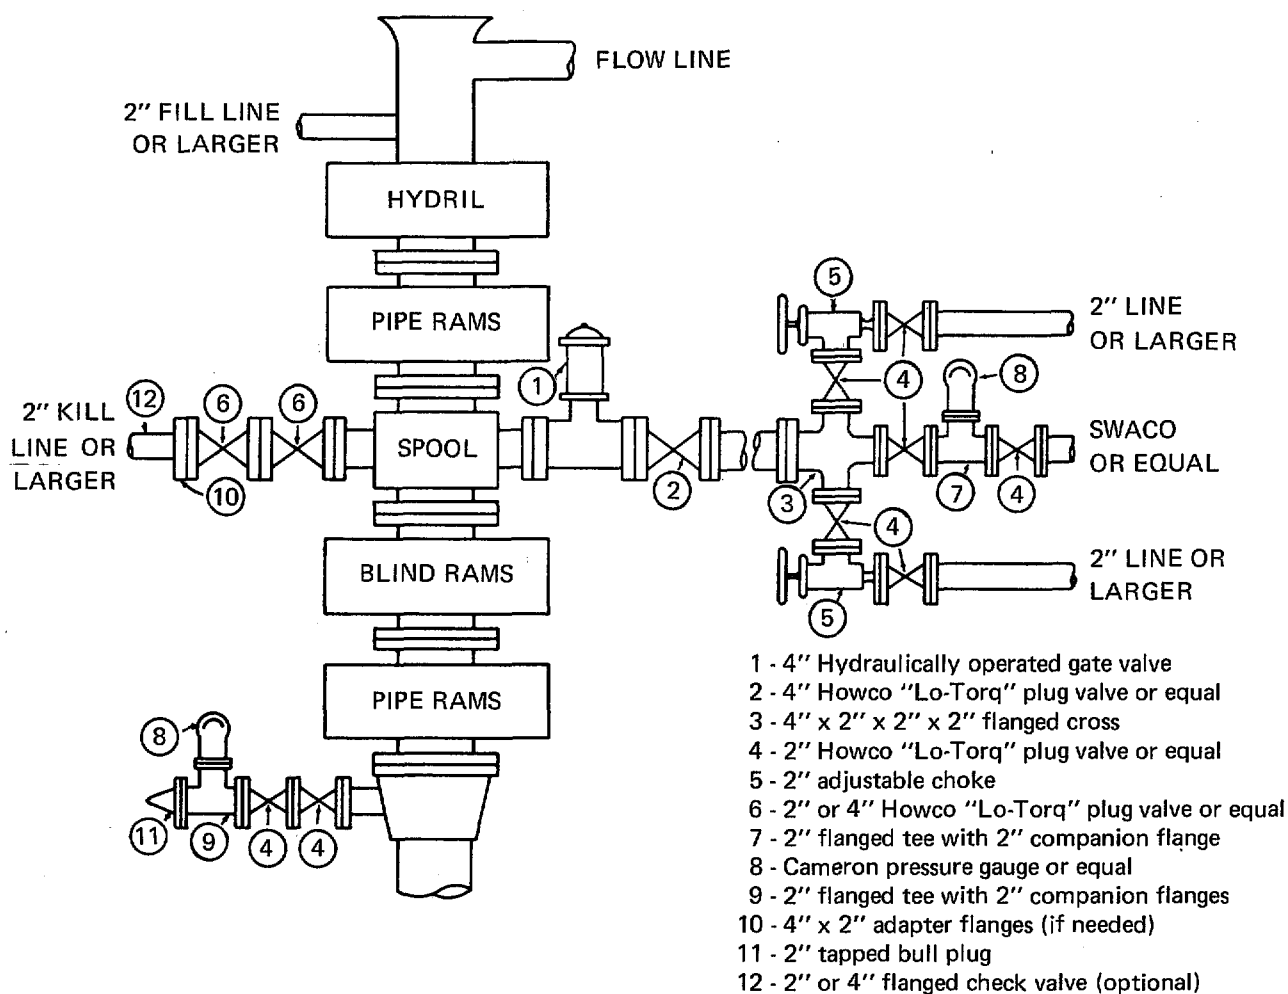 FLOW LINE
2" FILL LINE
OR LARGER
HYDRIL
PIPE RAMS
5
2" LINE
OR LARGER
1
4
8
2" KILL
LINE OR
LARGER
12
6
6
SPOOL
SWACO
OR EQUAL
10
2
3
7
4
4
BLIND RAMS
2" LINE OR
LARGER
5
PIPE RAMS
8
11
9
4
4
1 - 4" Hydraulically operated gate valve
2 - 4" Howco "Lo-Torq" plug valve or equal
3 - 4" x 2" x 2" x 2" flanged cross
4 - 2" Howco "Lo-Torq" plug valve or equal
5 - 2" adjustable choke
6 - 2" or 4" Howco "Lo-Torq" plug valve or equal
7 - 2" flanged tee with 2" companion flange
8 - Cameron pressure gauge or equal
9 - 2" flanged tee with 2" companion flanges
10 - 4" x 2" adapter flanges (if needed)
11 - 2" tapped bull plug
12 - 2" or 4" flanged check valve (optional)